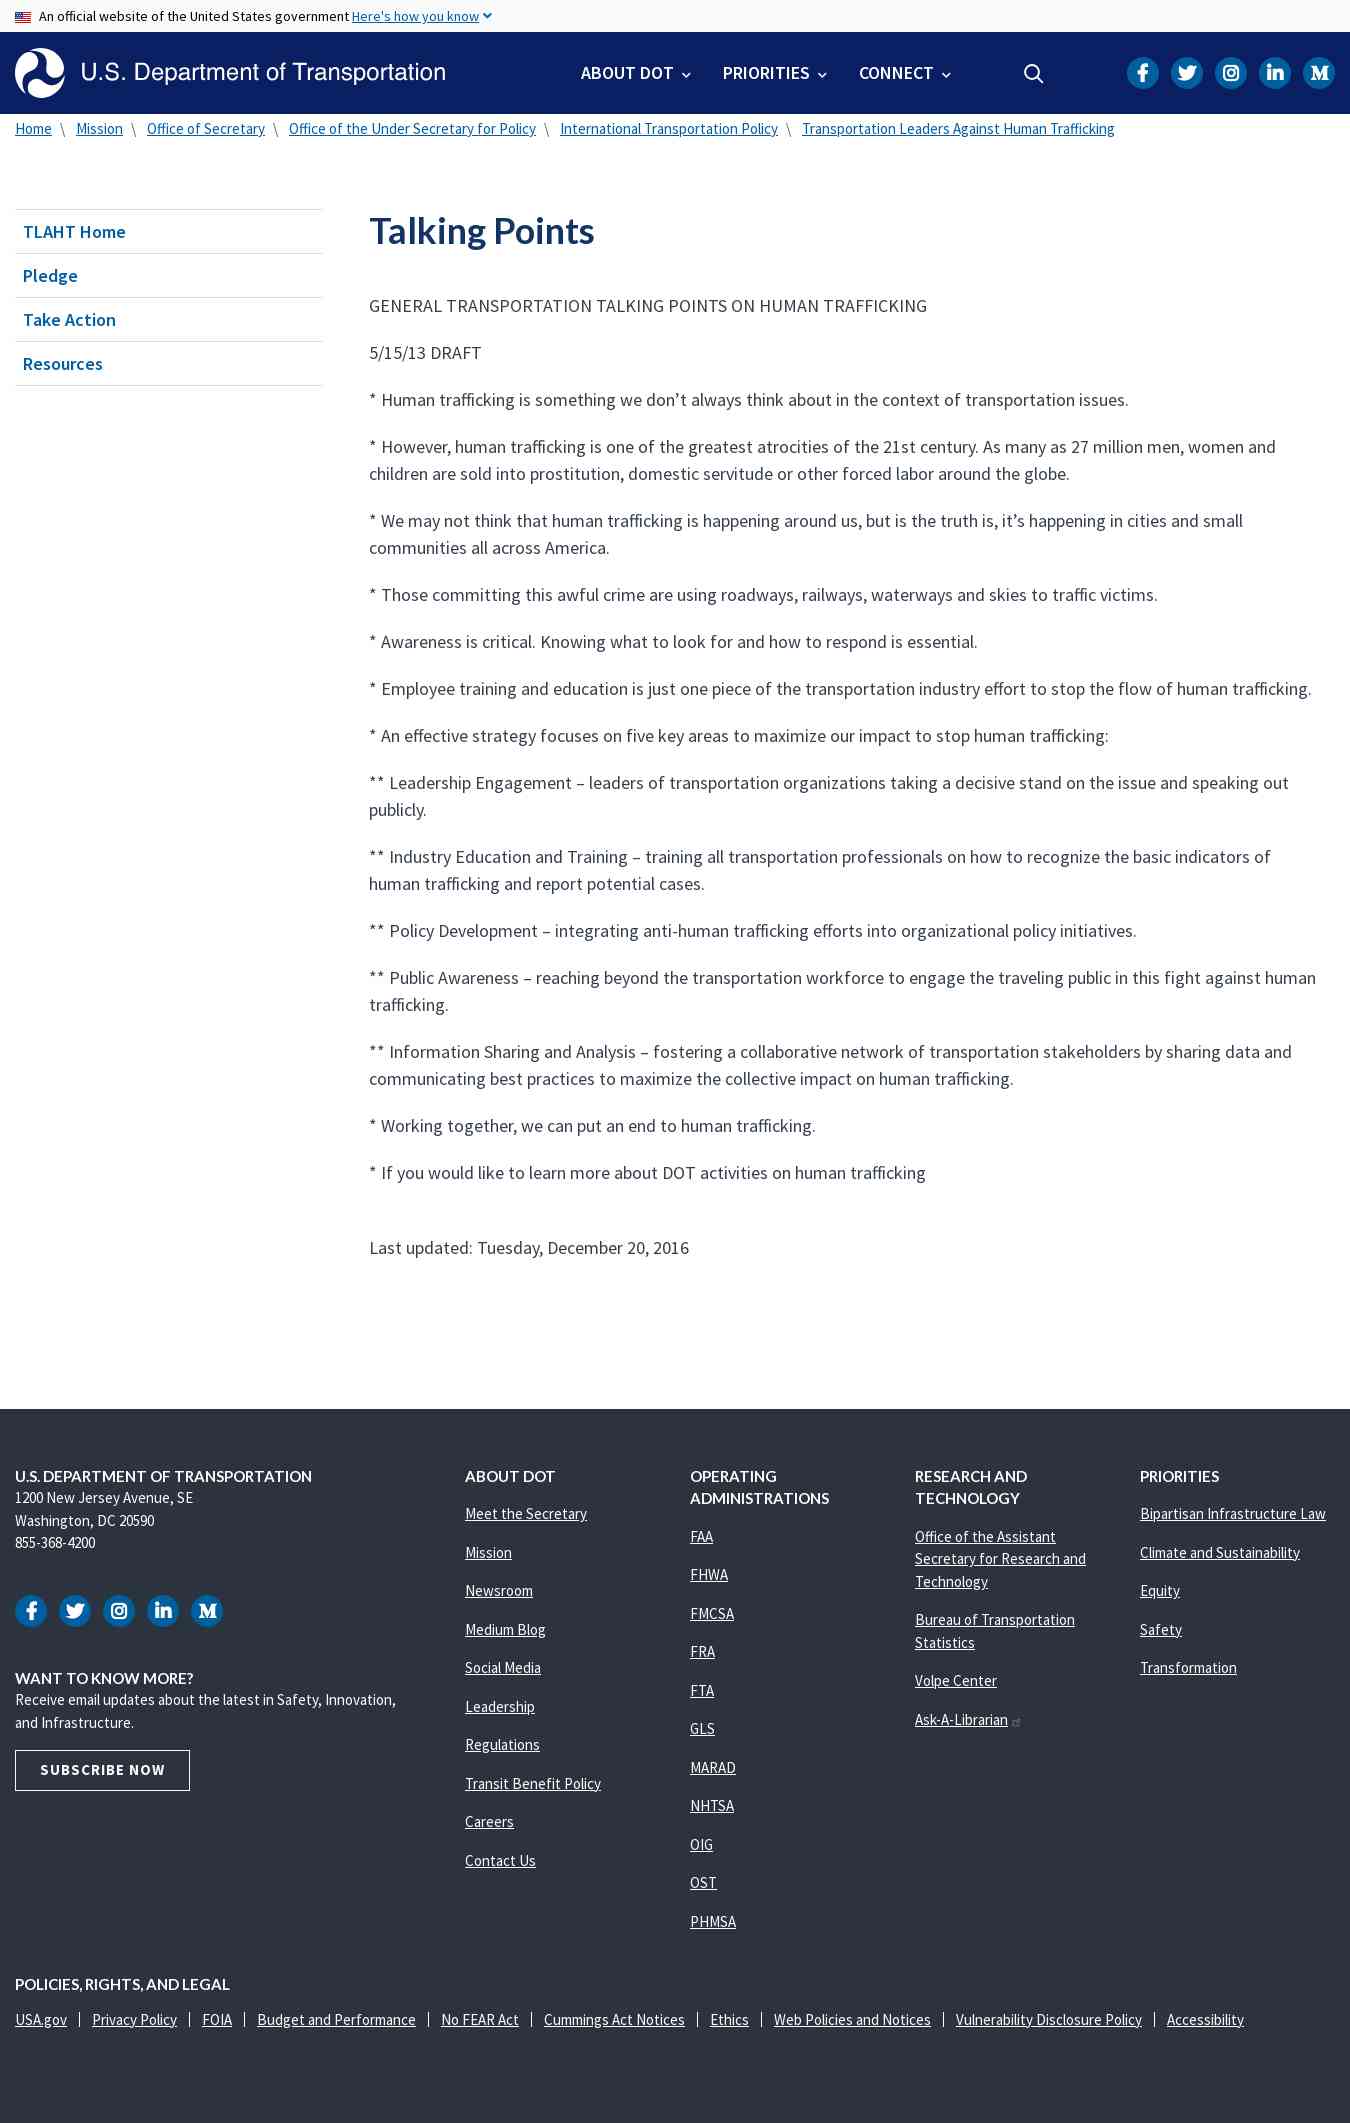 An official website of the United States government Here's how you know
U.S. Department of Transportation
ABOUT DOT
PRIORITIES
CONNECT
Home \ Mission \ Office of Secretary \ Office of the Under Secretary for Policy \ International Transportation Policy \ Transportation Leaders Against Human Trafficking
TLAHT Home
Pledge
Take Action
Resources
Talking Points
GENERAL TRANSPORTATION TALKING POINTS ON HUMAN TRAFFICKING
5/15/13 DRAFT
* Human trafficking is something we don’t always think about in the context of transportation issues.
* However, human trafficking is one of the greatest atrocities of the 21st century. As many as 27 million men, women and
children are sold into prostitution, domestic servitude or other forced labor around the globe.
* We may not think that human trafficking is happening around us, but is the truth is, it’s happening in cities and small
communities all across America.
* Those committing this awful crime are using roadways, railways, waterways and skies to traffic victims.
* Awareness is critical. Knowing what to look for and how to respond is essential.
* Employee training and education is just one piece of the transportation industry effort to stop the flow of human trafficking.
* An effective strategy focuses on five key areas to maximize our impact to stop human trafficking:
** Leadership Engagement – leaders of transportation organizations taking a decisive stand on the issue and speaking out
publicly.
** Industry Education and Training – training all transportation professionals on how to recognize the basic indicators of
human trafficking and report potential cases.
** Policy Development – integrating anti-human trafficking efforts into organizational policy initiatives.
** Public Awareness – reaching beyond the transportation workforce to engage the traveling public in this fight against human
trafficking.
** Information Sharing and Analysis – fostering a collaborative network of transportation stakeholders by sharing data and
communicating best practices to maximize the collective impact on human trafficking.
* Working together, we can put an end to human trafficking.
* If you would like to learn more about DOT activities on human trafficking
Last updated: Tuesday, December 20, 2016
U.S. DEPARTMENT OF TRANSPORTATION
1200 New Jersey Avenue, SE
Washington, DC 20590
855-368-4200
WANT TO KNOW MORE?
Receive email updates about the latest in Safety, Innovation,
and Infrastructure.
SUBSCRIBE NOW
ABOUT DOT
Meet the Secretary
Mission
Newsroom
Medium Blog
Social Media
Leadership
Regulations
Transit Benefit Policy
Careers
Contact Us
OPERATING
ADMINISTRATIONS
FAA
FHWA
FMCSA
FRA
FTA
GLS
MARAD
NHTSA
OIG
OST
PHMSA
RESEARCH AND
TECHNOLOGY
Office of the Assistant
Secretary for Research and
Technology
Bureau of Transportation
Statistics
Volpe Center
Ask-A-Librarian
PRIORITIES
Bipartisan Infrastructure Law
Climate and Sustainability
Equity
Safety
Transformation
POLICIES, RIGHTS, AND LEGAL
USA.gov | Privacy Policy | FOIA | Budget and Performance | No FEAR Act | Cummings Act Notices | Ethics | Web Policies and Notices | Vulnerability Disclosure Policy | Accessibility